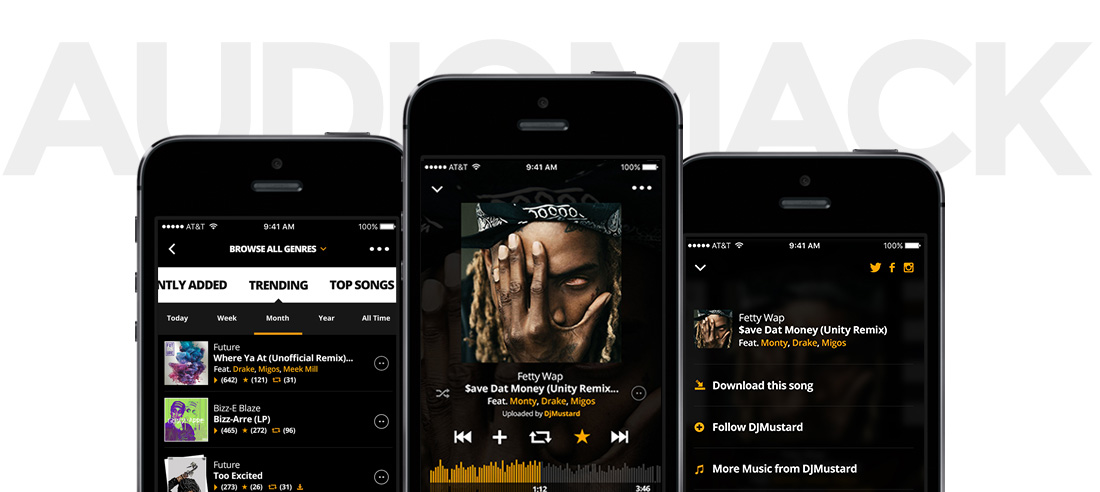 AUDIOMACK
AT&T 9:41 AM 100%
BROWSE ALL GENRES
NTLY ADDED TRENDING TOP SONGS
Today Week Month Year All Time
Future
Where Ya At (Unofficial Remix)...
Feat. Drake, Migos, Meek Mill
(642) (121) (31)
Bizz-E Blaze
Bizz-Arre (LP)
(465) (272) (96)
Future
Too Excited
(273) (26) (31)
AT&T 9:41 AM 100%
Fetty Wap
$ave Dat Money (Unity Remix...
Feat. Monty, Drake, Migos
Uploaded by DjMustard
1:12 3:46
AT&T 9:41 AM 100%
Fetty Wap
$ave Dat Money (Unity Remix)
Feat. Monty, Drake, Migos
Download this song
Follow DJMustard
More Music from DJMustard